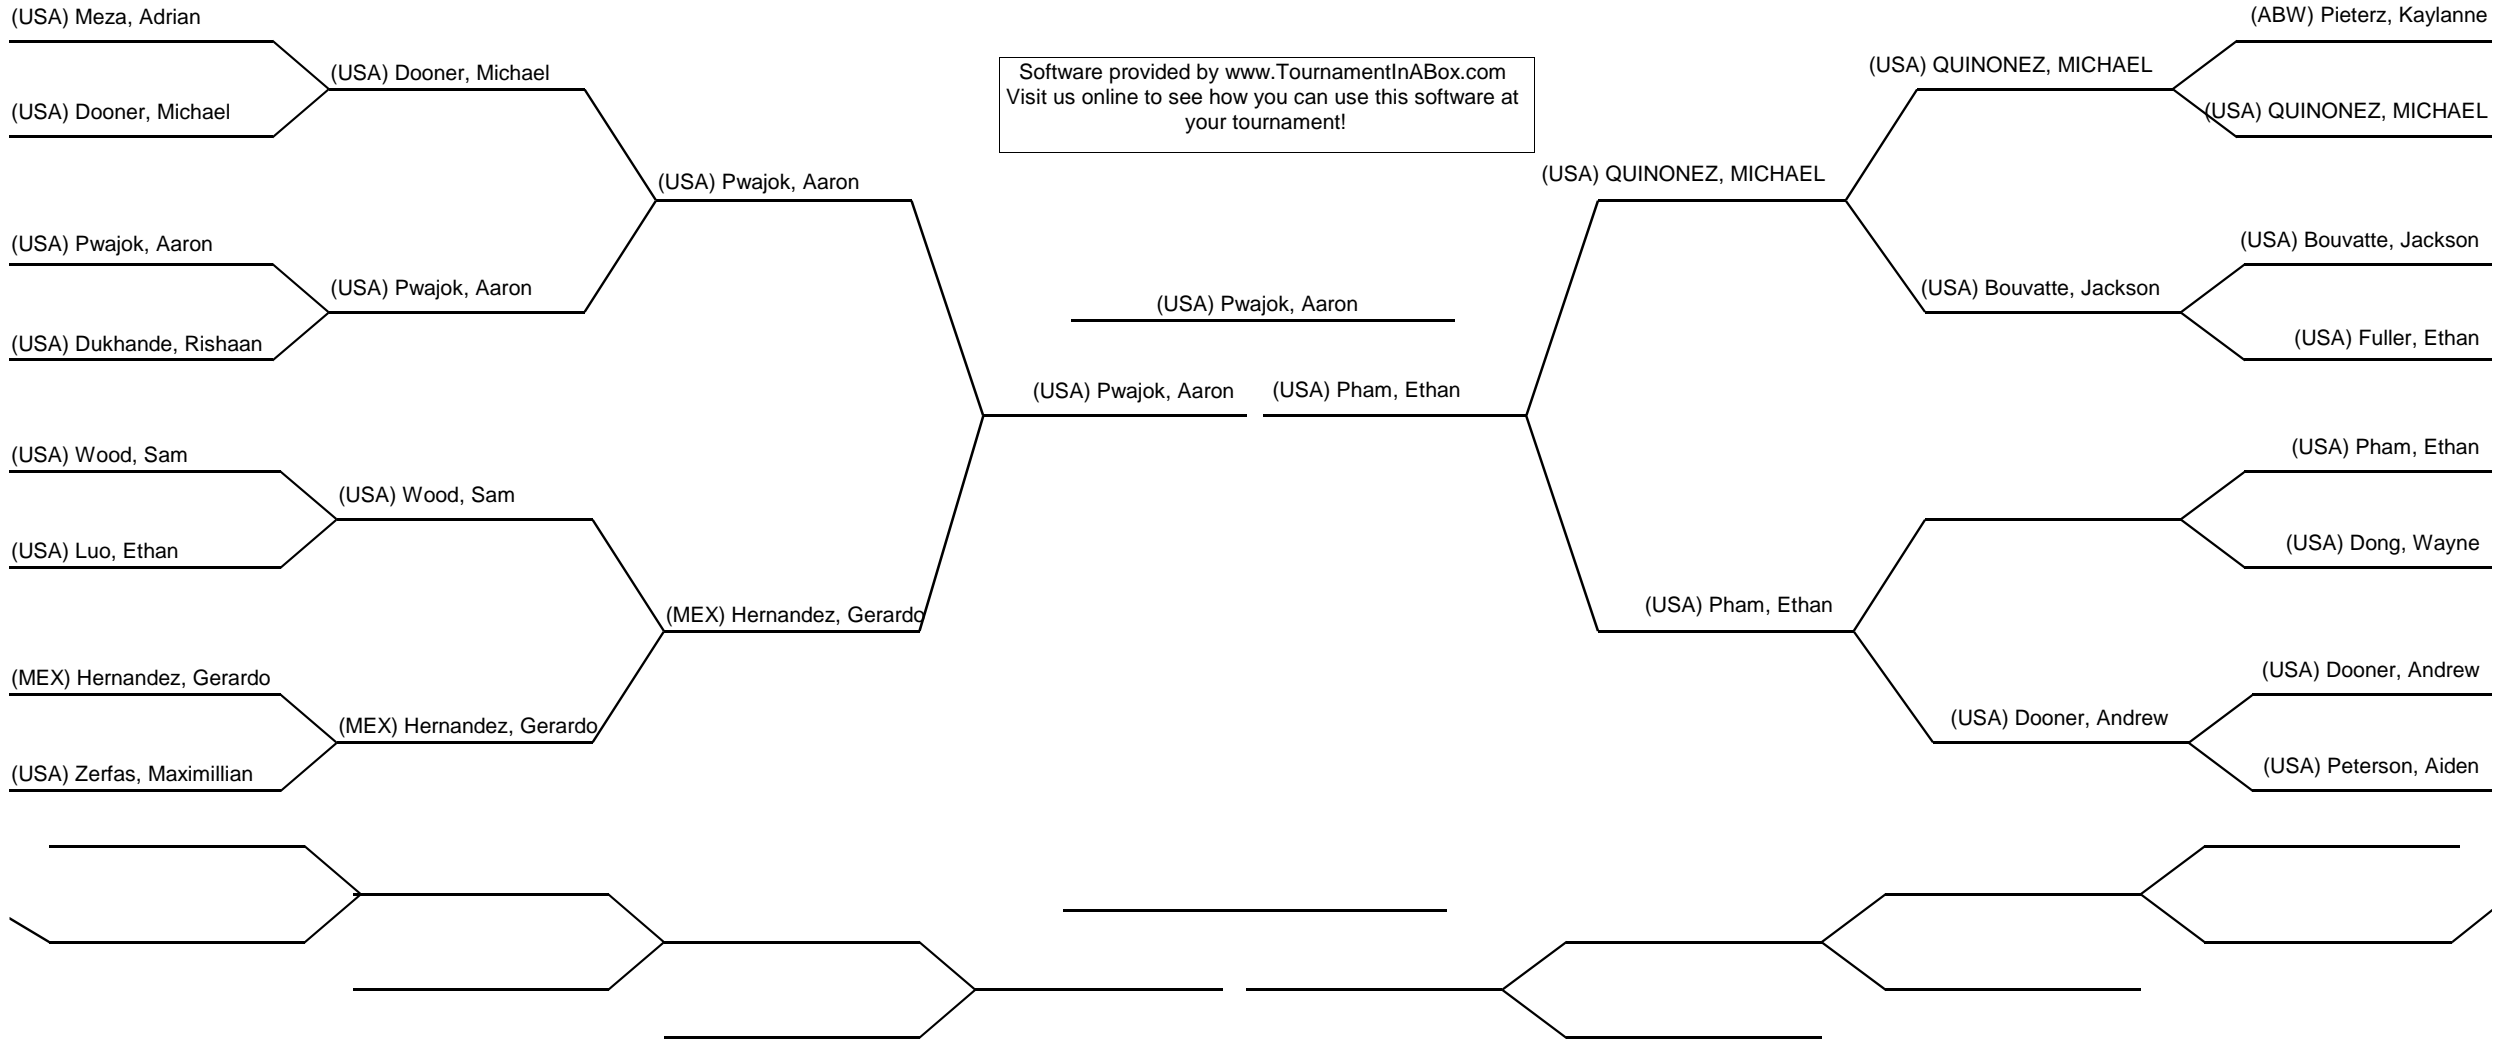 (USA) Meza, Adrian
(USA) Dooner, Michael
(USA) Pwajok, Aaron
(USA) Dukhande, Rishaan
(USA) Wood, Sam
(USA) Luo, Ethan
(MEX) Hernandez, Gerardo
(USA) Zerfas, Maximillian
(USA) Dooner, Michael
(USA) Pwajok, Aaron
(USA) Wood, Sam
(MEX) Hernandez, Gerardo
(USA) Pwajok, Aaron
(MEX) Hernandez, Gerardo
Software provided by www.TournamentInABox.com
Visit us online to see how you can use this software at
your tournament!
(USA) Pwajok, Aaron
(USA) Pwajok, Aaron
(USA) Pham, Ethan
(USA) QUINONEZ, MICHAEL
(USA) Pham, Ethan
(USA) QUINONEZ, MICHAEL
(USA) Bouvatte, Jackson
(USA) Dooner, Andrew
(ABW) Pieterz, Kaylanne
(USA) QUINONEZ, MICHAEL
(USA) Bouvatte, Jackson
(USA) Fuller, Ethan
(USA) Pham, Ethan
(USA) Dong, Wayne
(USA) Dooner, Andrew
(USA) Peterson, Aiden